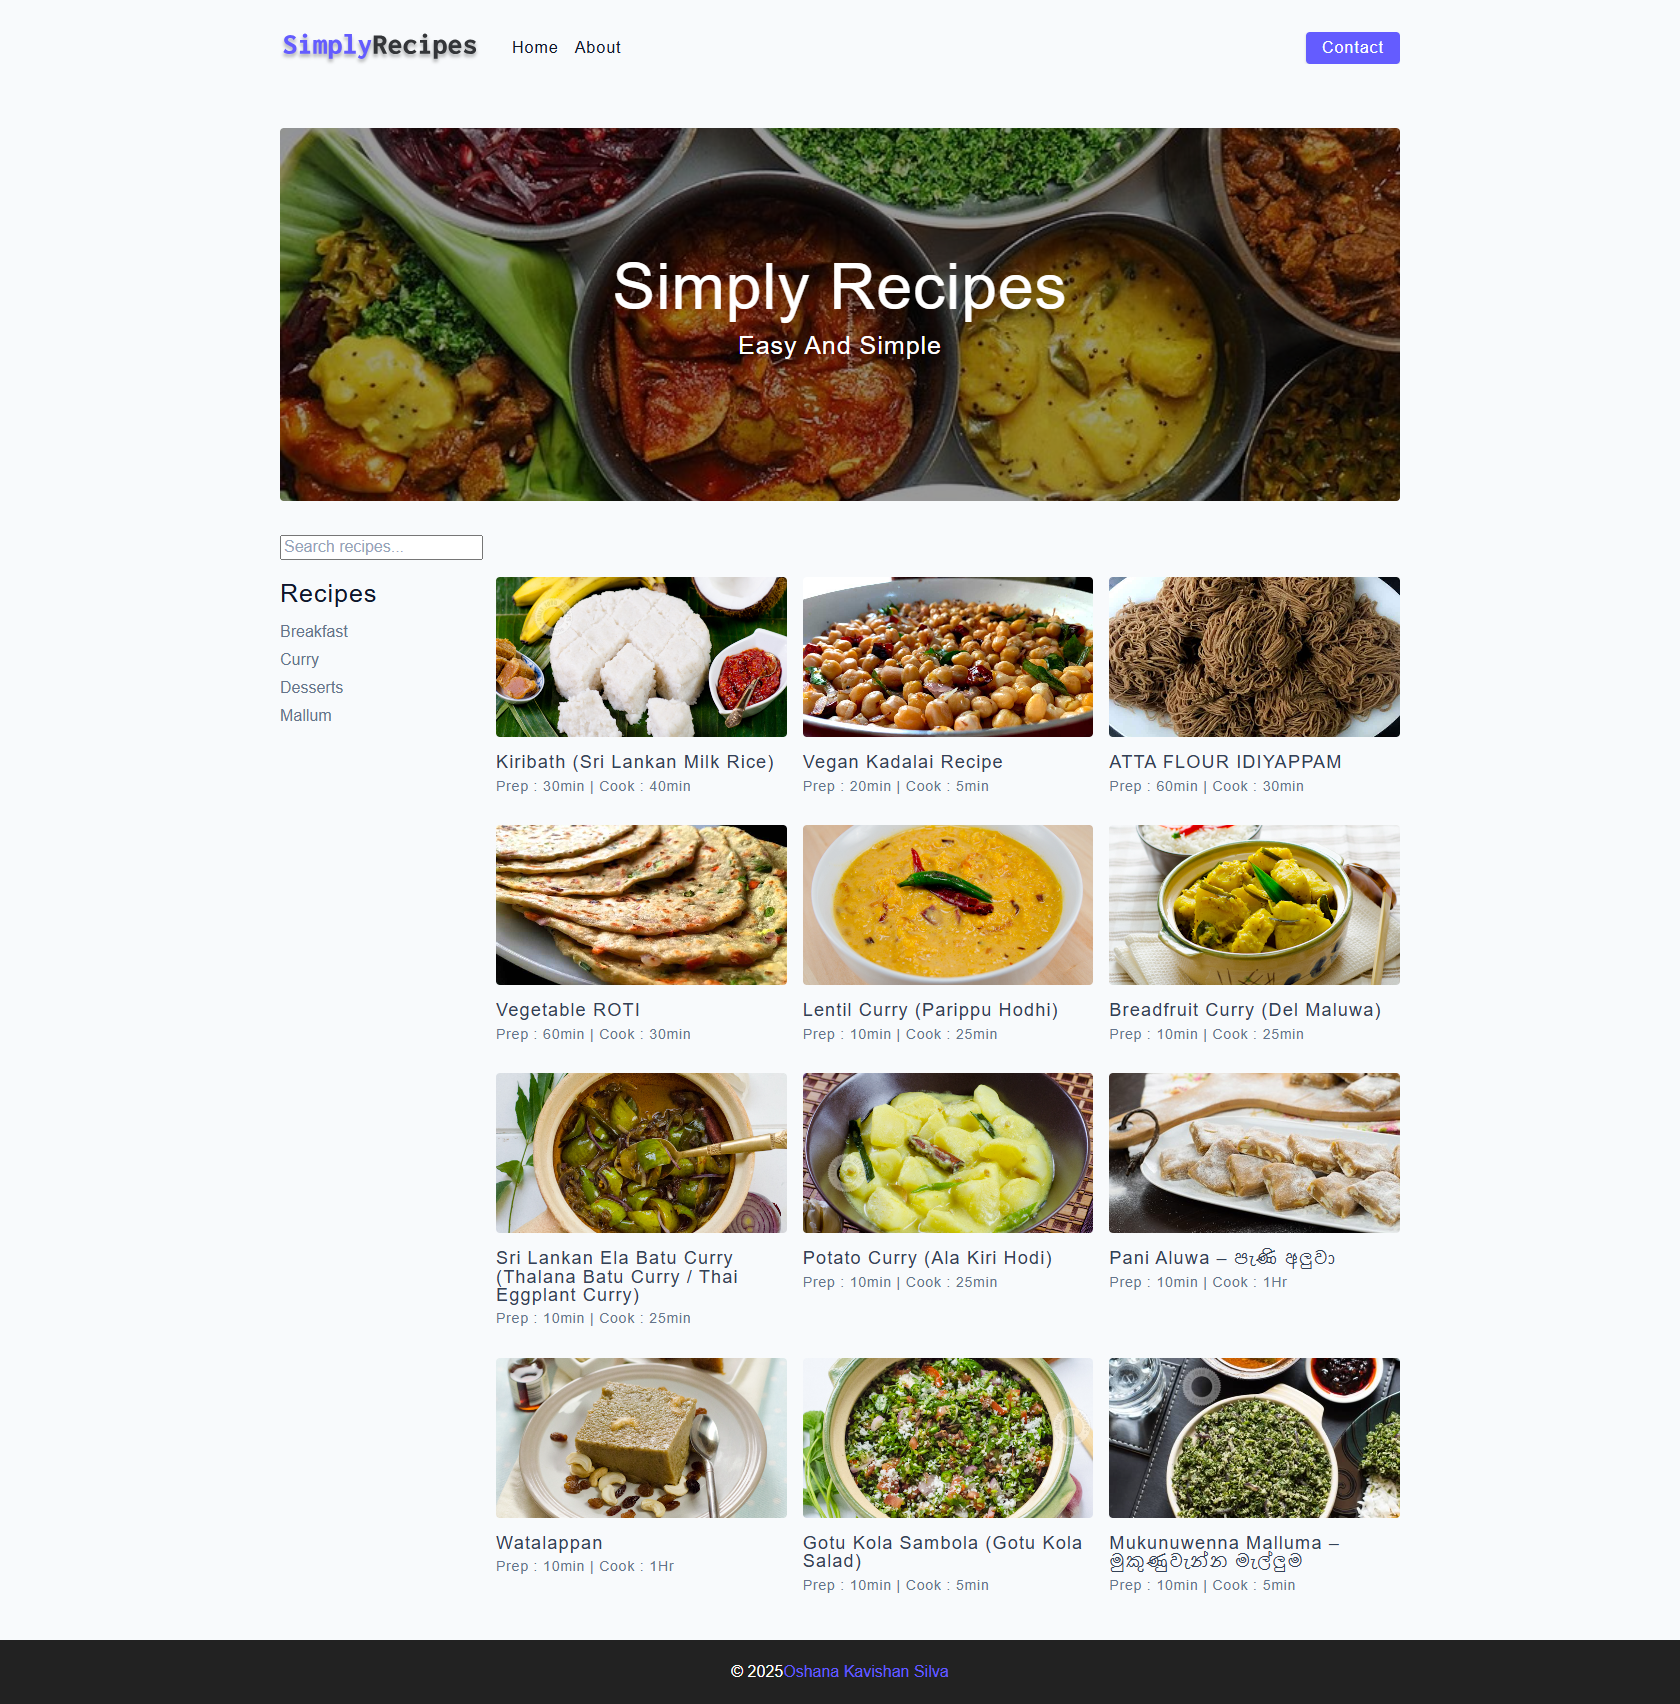 SimplyRecipes
Home
About
Contact
Simply Recipes
Easy And Simple
Search recipes...
Recipes
Breakfast
Curry
Desserts
Mallum
Kiribath (Sri Lankan Milk Rice)
Prep : 30min | Cook : 40min
Vegan Kadalai Recipe
Prep : 20min | Cook : 5min
ATTA FLOUR IDIYAPPAM
Prep : 60min | Cook : 30min
Vegetable ROTI
Prep : 60min | Cook : 30min
Lentil Curry (Parippu Hodhi)
Prep : 10min | Cook : 25min
Breadfruit Curry (Del Maluwa)
Prep : 10min | Cook : 25min
Sri Lankan Ela Batu Curry
(Thalana Batu Curry / Thai
Eggplant Curry)
Prep : 10min | Cook : 25min
Potato Curry (Ala Kiri Hodi)
Prep : 10min | Cook : 25min
Pani Aluwa – පැණි අලුවා
Prep : 10min | Cook : 1Hr
Watalappan
Prep : 10min | Cook : 1Hr
Gotu Kola Sambola (Gotu Kola
Salad)
Prep : 10min | Cook : 5min
Mukunuwenna Malluma –
මුකුණුවැන්න මැල්ලුම
Prep : 10min | Cook : 5min
© 2025Oshana Kavishan Silva